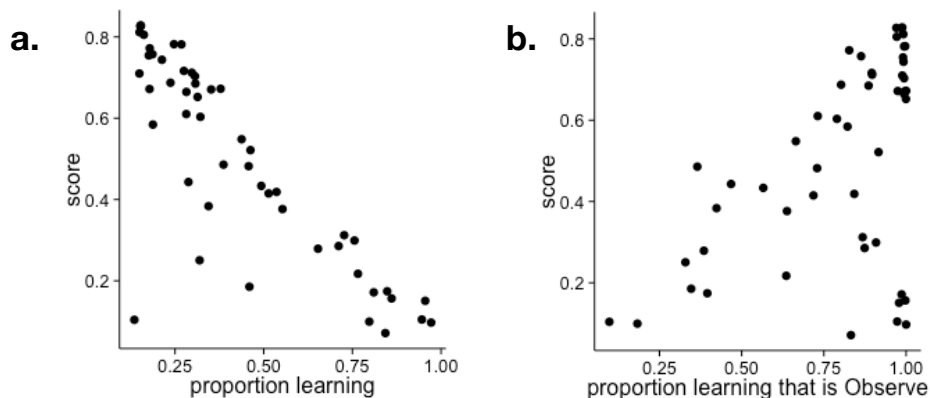 a.
score
0.8
0.6
0.4
0.2
0.25 0.50 0.75 1.00
proportion learning
b.
score
0.8
0.6
0.4
0.2
0.25 0.50 0.75 1.00
proportion learning that is Observe